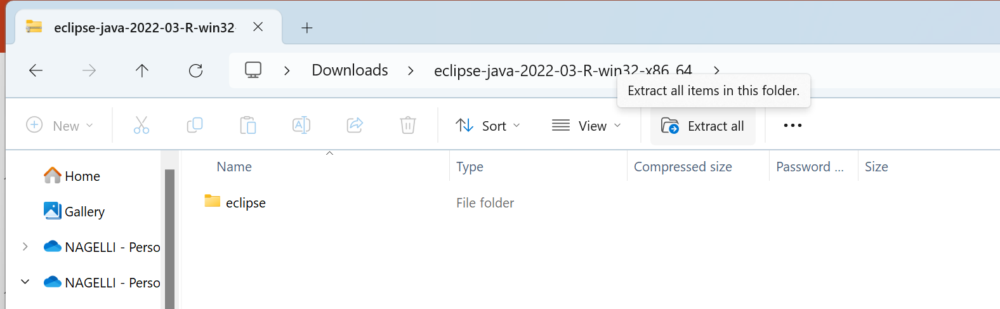 eclipse-java-2022-03-R-win32-
Downloads
eclipse-java-2022-03-R-win32-x86_64
Extract all items in this folder.
New
Sort
View
Extract all
Name
Type
Compressed size
Password ...
Size
Home
eclipse
File folder
Gallery
NAGELLI - Perso
NAGELLI - Perso